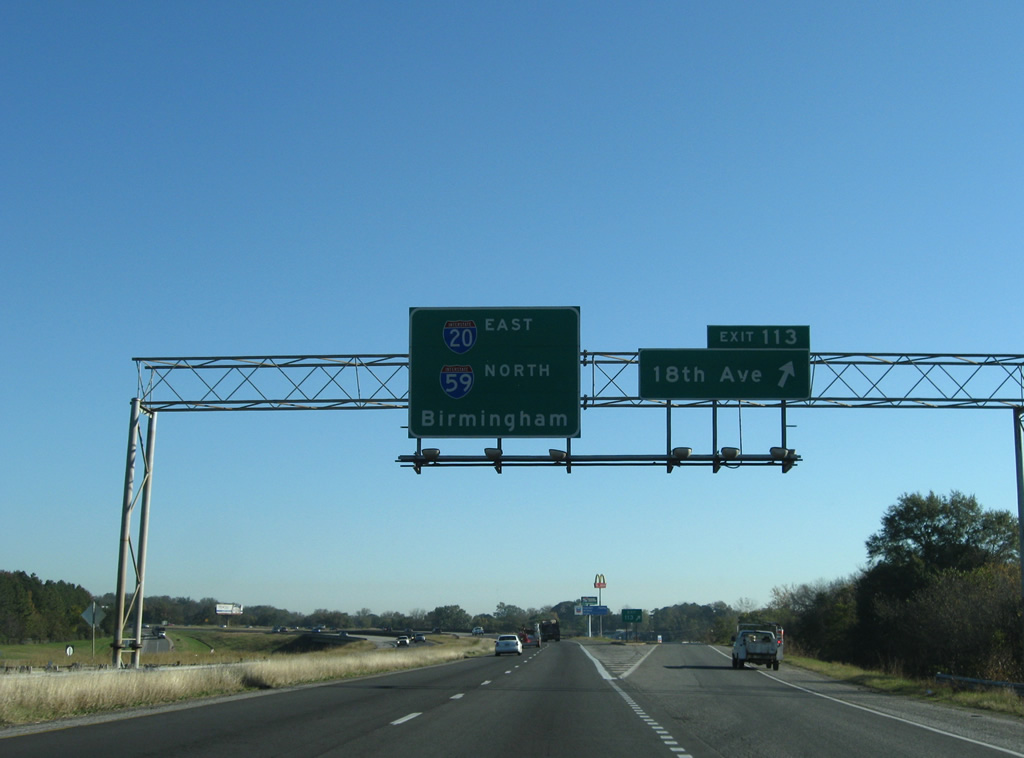 INTERSTATE
20 EAST
INTERSTATE
59 NORTH
Birmingham
EXIT 113
18th Ave